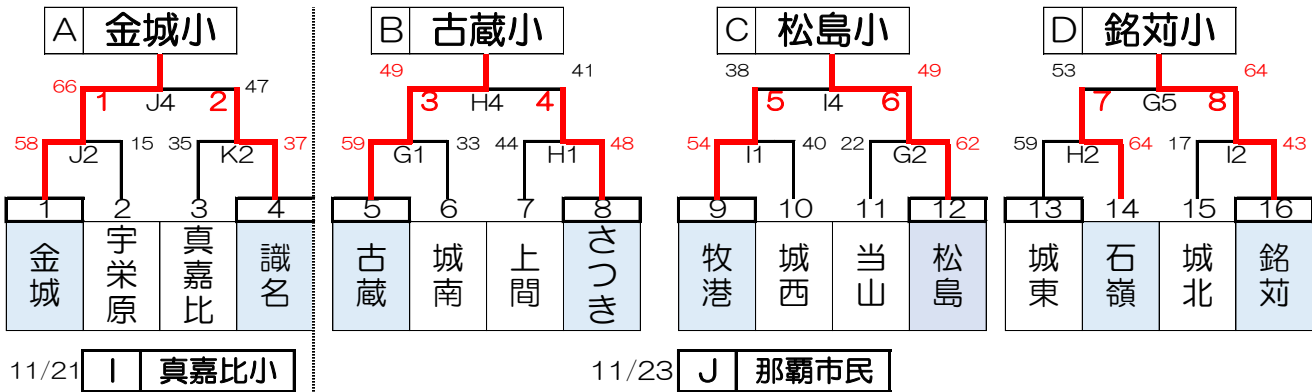 A 金城小 B 古蔵小 C 松島小 D 銘苅小
66 47 49 41 38 49 53 64
1 J4 2 3 H4 4 5 I4 6 7 G5 8
58 J2 15 35 K2 37 59 G1 33 44 H1 48 54 I1 40 22 G2 62 59 H2 64 17 I2 43
1 2 3 4 5 6 7 8 9 10 11 12 13 14 15 16
金城 宇栄原 真嘉比 識名 古蔵 城南 上間 さつき 牧港 城西 当山 松島 城東 石嶺 城北 銘苅
11/21 I 真嘉比小 11/23 J 那覇市民